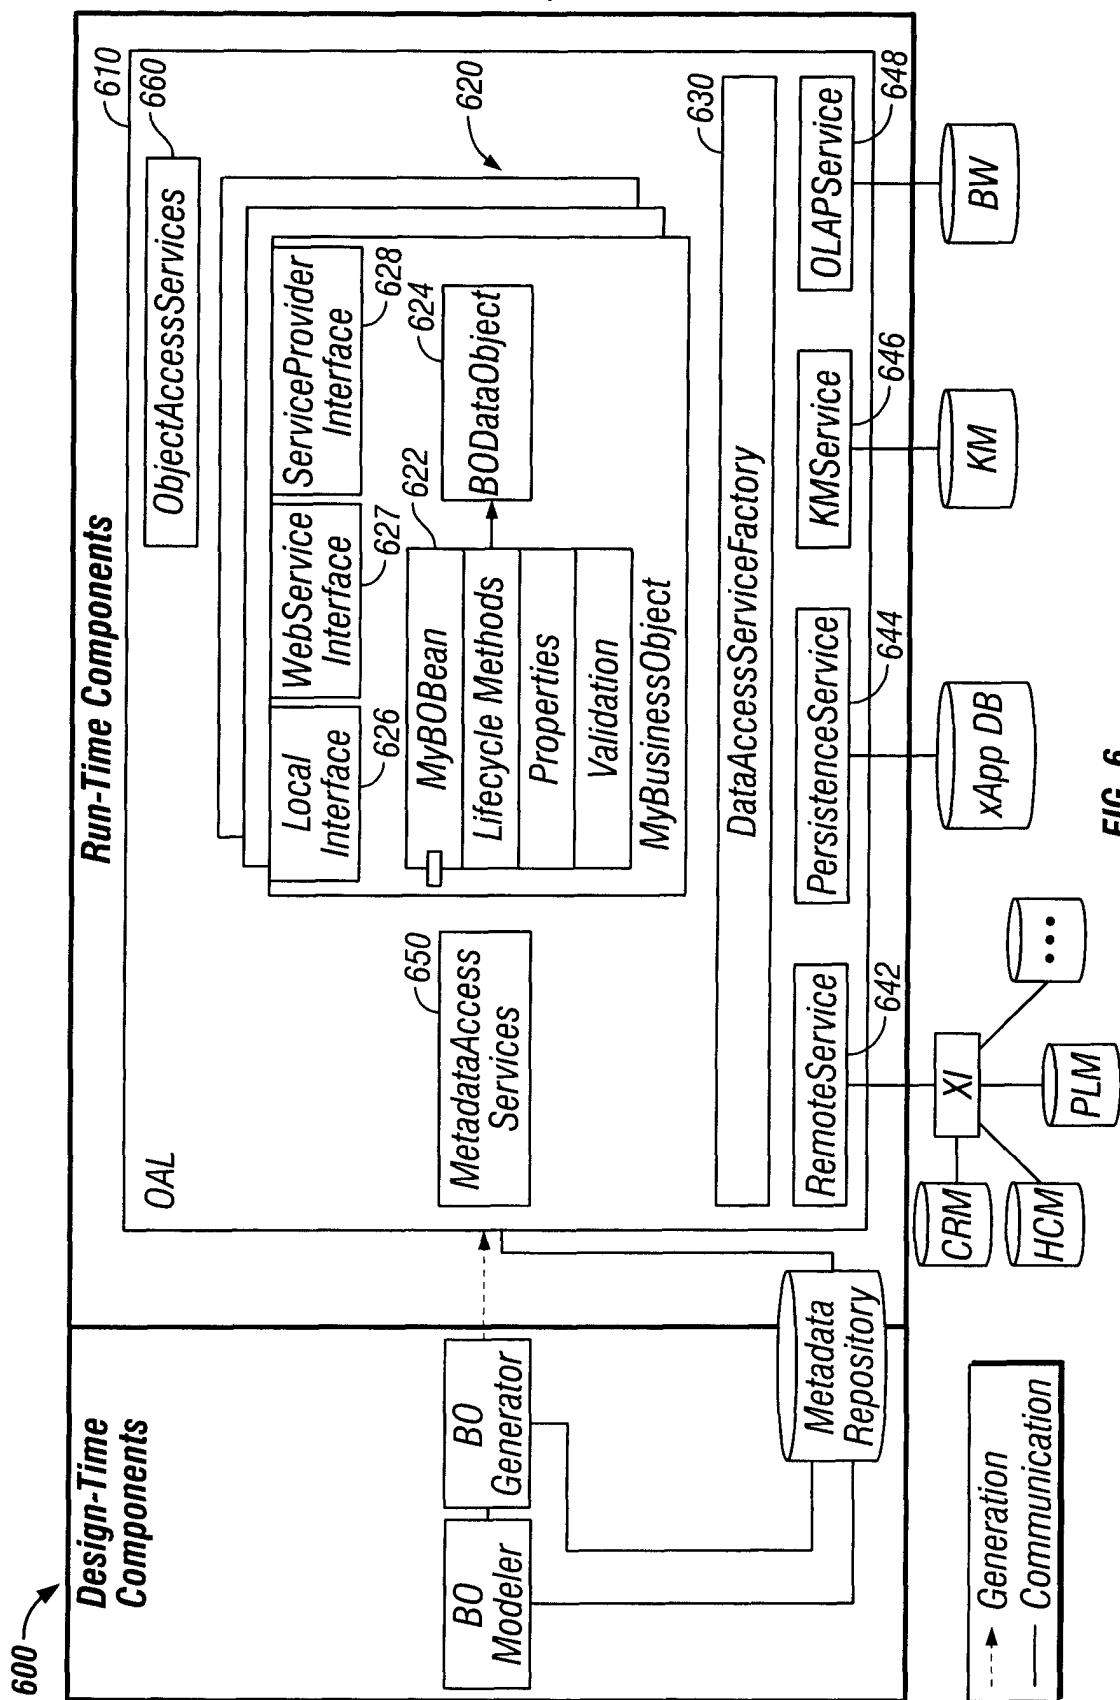 600
Design-Time
Components
Run-Time Components
610
OAL
ObjectAccessServices
660
620
Local
Interface
626
WebService
Interface
627
ServiceProvider
Interface
628
MyBOBean
622
Lifecycle Methods
Properties
Validation
BODataObject
624
MyBusinessObject
BO
Modeler
BO
Generator
MetadataAccess
Services
650
DataAccessServiceFactory
630
Metadata
Repository
RemoteService
642
PersistenceService
644
KMService
646
OLAPService
648
XI
CRM
HCM
PLM
•••
xApp DB
KM
BW
Generation
Communication
FIG. 6